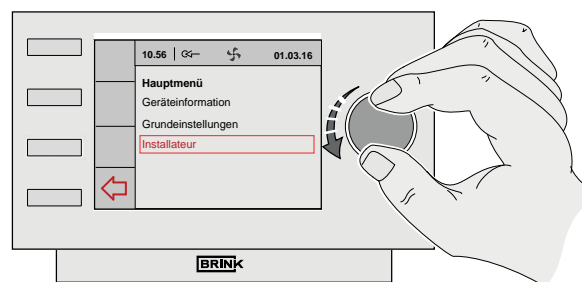 10.56 01.03.16
Hauptmenü
Geräteinformation
Grundeinstellungen
Installateur
BRINK